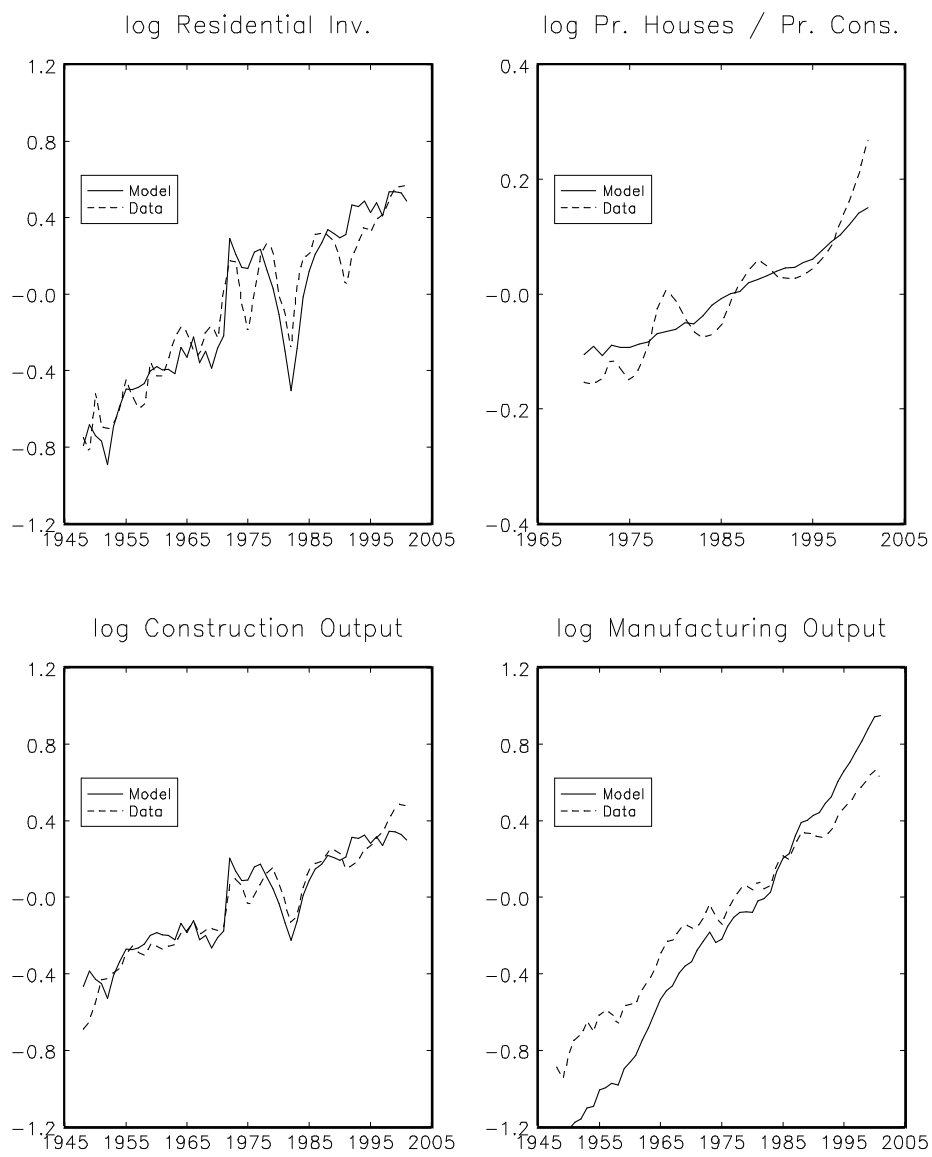 log Residential Inv.
1.2
0.8
0.4
−0.0
−0.4
−0.8
−1.2
Model
Data
1945 1955 1965 1975 1985 1995 2005
log Pr. Houses / Pr. Cons.
0.4
0.2
−0.0
−0.2
−0.4
Model
Data
1965 1975 1985 1995 2005
log Construction Output
1.2
0.8
0.4
−0.0
−0.4
−0.8
−1.2
Model
Data
1945 1955 1965 1975 1985 1995 2005
log Manufacturing Output
1.2
0.8
0.4
−0.0
−0.4
−0.8
−1.2
Model
Data
1945 1955 1965 1975 1985 1995 2005